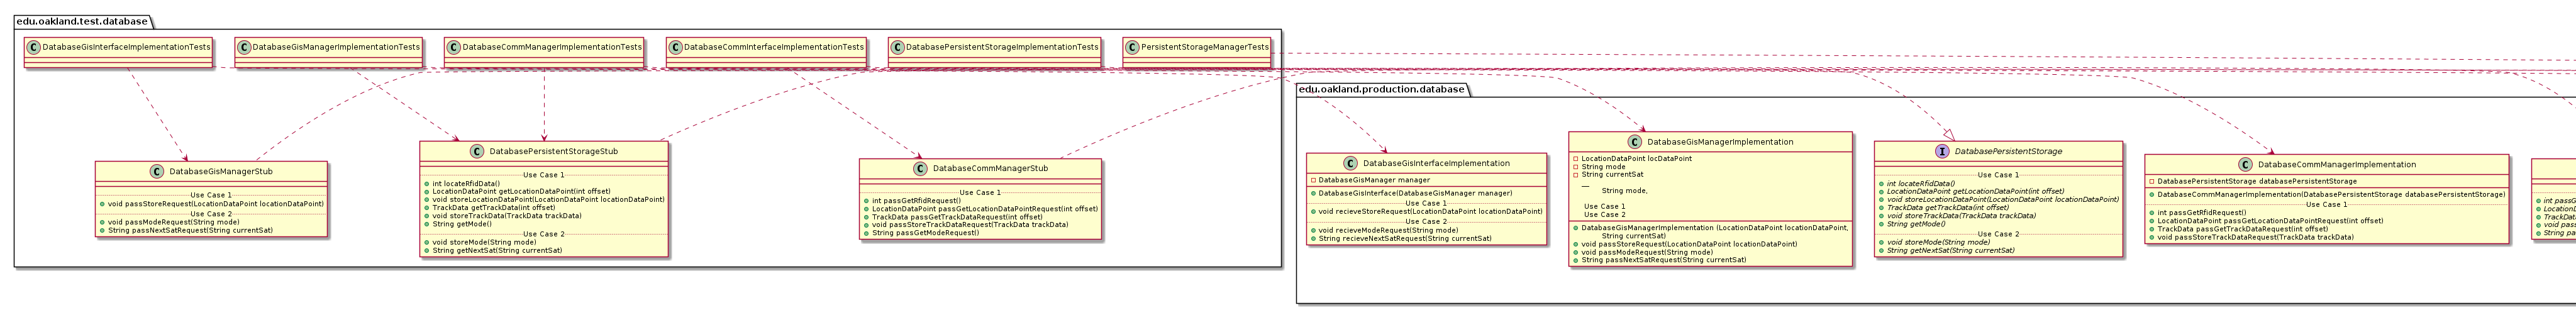 edu.oakland.test.database
DatabaseGisInterfaceImplementationTests
DatabaseGisManagerImplementationTests
DatabaseCommManagerImplementationTests
DatabaseCommInterfaceImplementationTests
DatabasePersistentStorageImplementationTests
PersistentStorageManagerTests
DatabaseGisManagerStub
Use Case 1
void passStoreRequest(LocationDataPoint locationDataPoint)
Use Case 2
void passModeRequest(String mode)
String passNextSatRequest(String currentSat)
DatabasePersistentStorageStub
Use Case 1
int locateRfidData()
LocationDataPoint getLocationDataPoint(int offset)
void storeLocationDataPoint(LocationDataPoint locationDataPoint)
TrackData getTrackData(int offset)
void storeTrackData(TrackData trackData)
String getMode()
Use Case 2
void storeMode(String mode)
String getNextSat(String currentSat)
DatabaseCommManagerStub
Use Case 1
int passGetRfidRequest()
LocationDataPoint passGetLocationDataPointRequest(int offset)
TrackData passGetTrackDataRequest(int offset)
void passStoreTrackDataRequest(TrackData trackData)
String passGetModeRequest()
edu.oakland.production.database
DatabaseGisInterfaceImplementation
DatabaseGisManager manager
DatabaseGisInterface(DatabaseGisManager manager)
Use Case 1
void recieveStoreRequest(LocationDataPoint locationDataPoint)
Use Case 2
void recieveModeRequest(String mode)
String recieveNextSatRequest(String currentSat)
DatabaseGisManagerImplementation
LocationDataPoint locDataPoint
String mode
String currentSat
__
String mode,
Use Case 1
Use Case 2
DatabaseGisManagerImplementation (LocationDataPoint locationDataPoint,
String currentSat)
void passStoreRequest(LocationDataPoint locationDataPoint)
void passModeRequest(String mode)
String passNextSatRequest(String currentSat)
DatabasePersistentStorage
Use Case 1
int locateRfidData()
LocationDataPoint getLocationDataPoint(int offset)
void storeLocationDataPoint(LocationDataPoint locationDataPoint)
TrackData getTrackData(int offset)
void storeTrackData(TrackData trackData)
String getMode()
Use Case 2
void storeMode(String mode)
String getNextSat(String currentSat)
DatabaseCommManagerImplementation
DatabasePersistentStorage databasePersistentStorage
DatabaseCommManagerImplementation(DatabasePersistentStorage databasePersistentStorage)
Use Case 1
int passGetRfidRequest()
LocationDataPoint passGetLocationDataPointRequest(int offset)
TrackData passGetTrackDataRequest(int offset)
void passStoreTrackDataRequest(TrackData trackData)
int
void
String